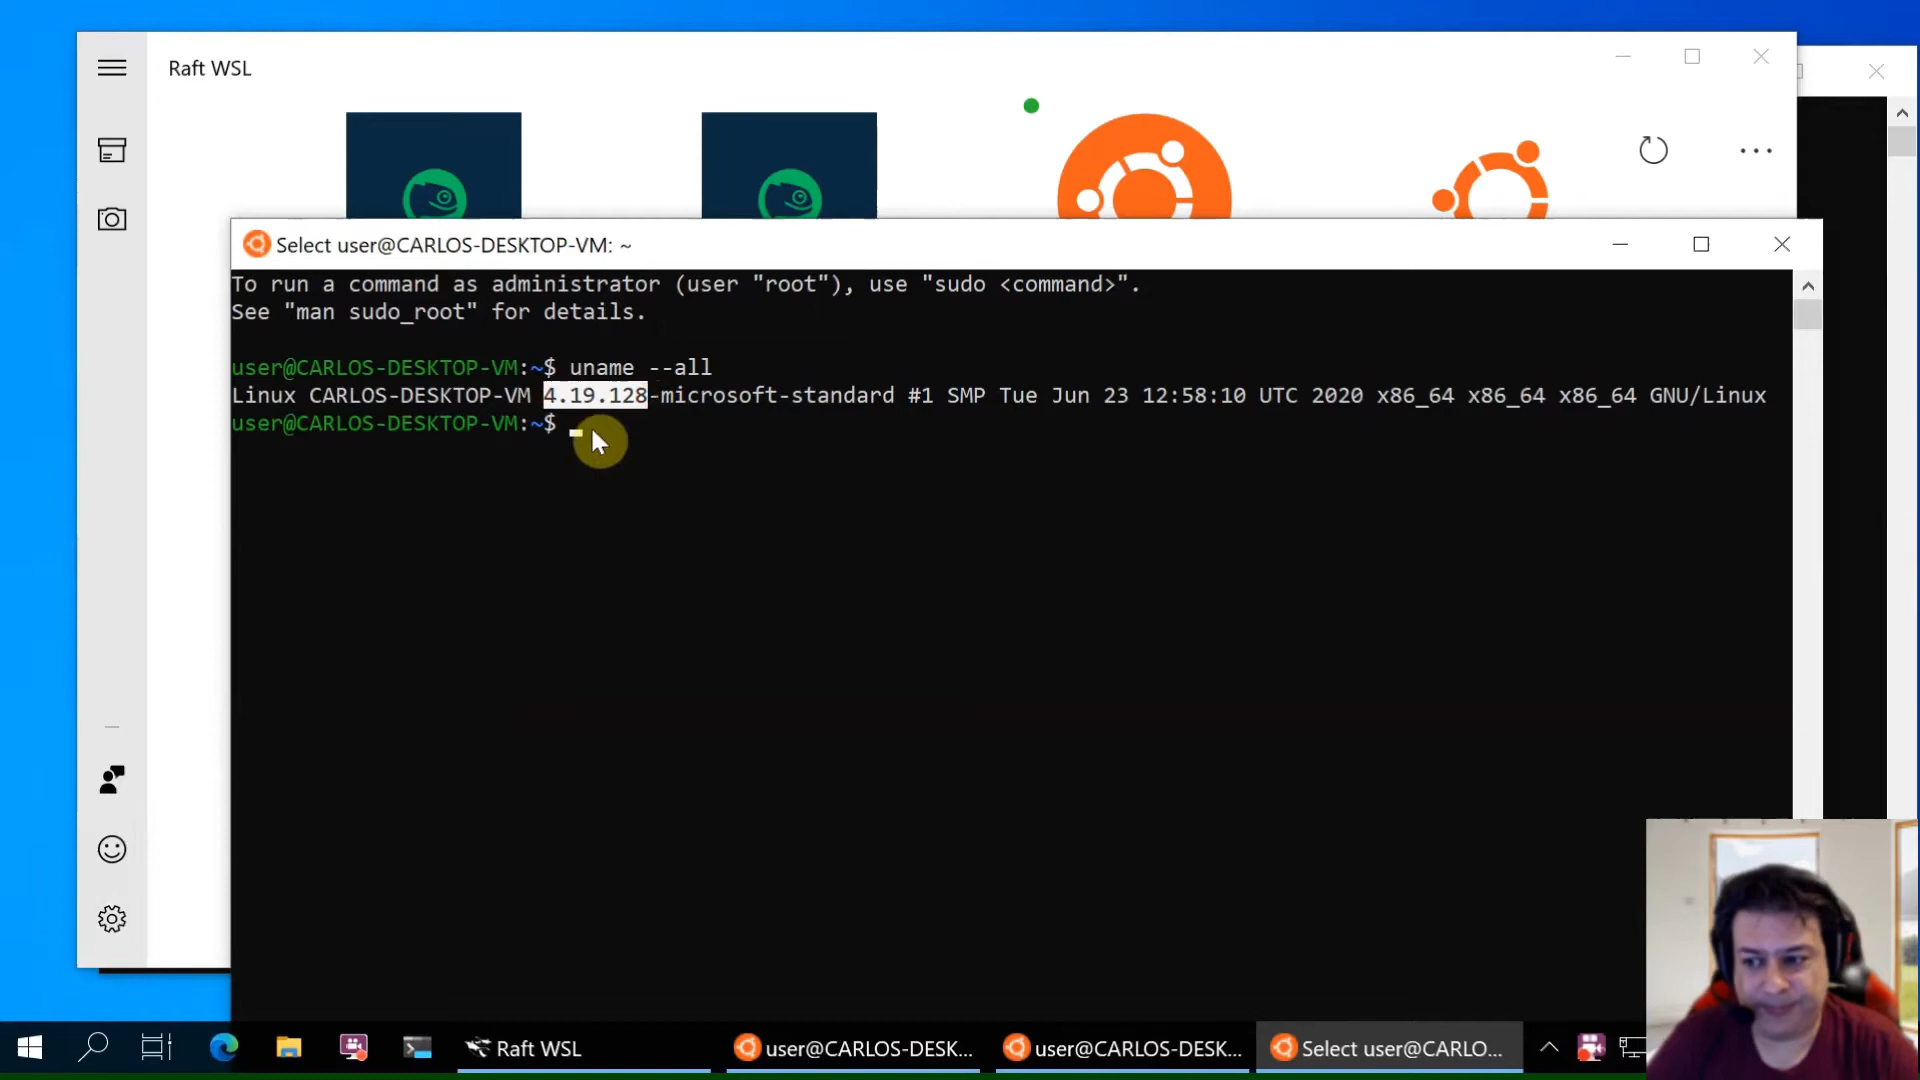 Raft WSL
Select user@CARLOS-DESKTOP-VM: ~
To run a command as administrator (user "root"), use "sudo <command>".
See "man sudo_root" for details.
user@CARLOS-DESKTOP-VM:~$ uname --all
Linux CARLOS-DESKTOP-VM 4.19.128-microsoft-standard #1 SMP Tue Jun 23 12:58:10 UTC 2020 x86_64 x86_64 x86_64 GNU/Linux
user@CARLOS-DESKTOP-VM:~$
Raft WSL user@CARLOS-DESK... user@CARLOS-DESK... Select user@CARLO...